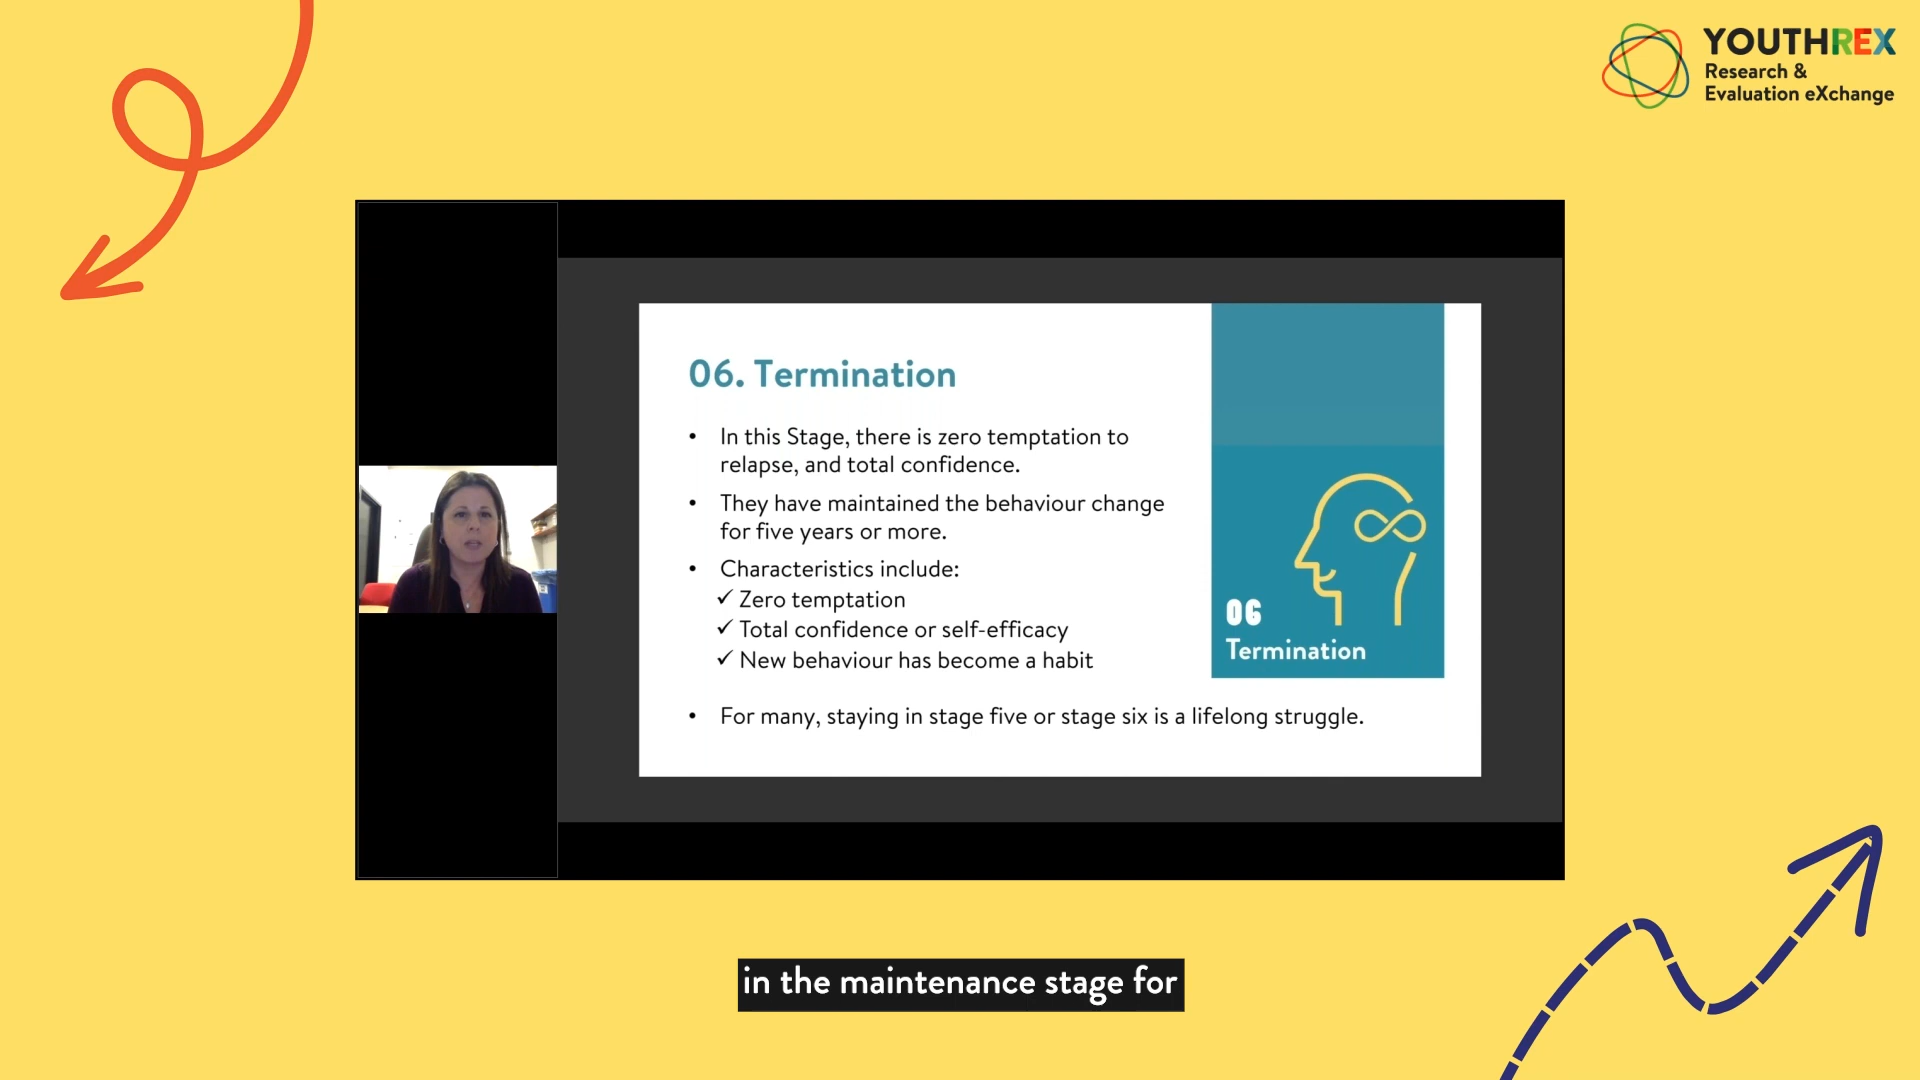 YOUTHREX
Research &
Evaluation eXchange
06. Termination
• In this Stage, there is zero temptation to
relapse, and total confidence.
• They have maintained the behaviour change
for five years or more.
• Characteristics include:
✓ Zero temptation
✓ Total confidence or self-efficacy
✓ New behaviour has become a habit
• For many, staying in stage five or stage six is a lifelong struggle.
06
Termination
in the maintenance stage for